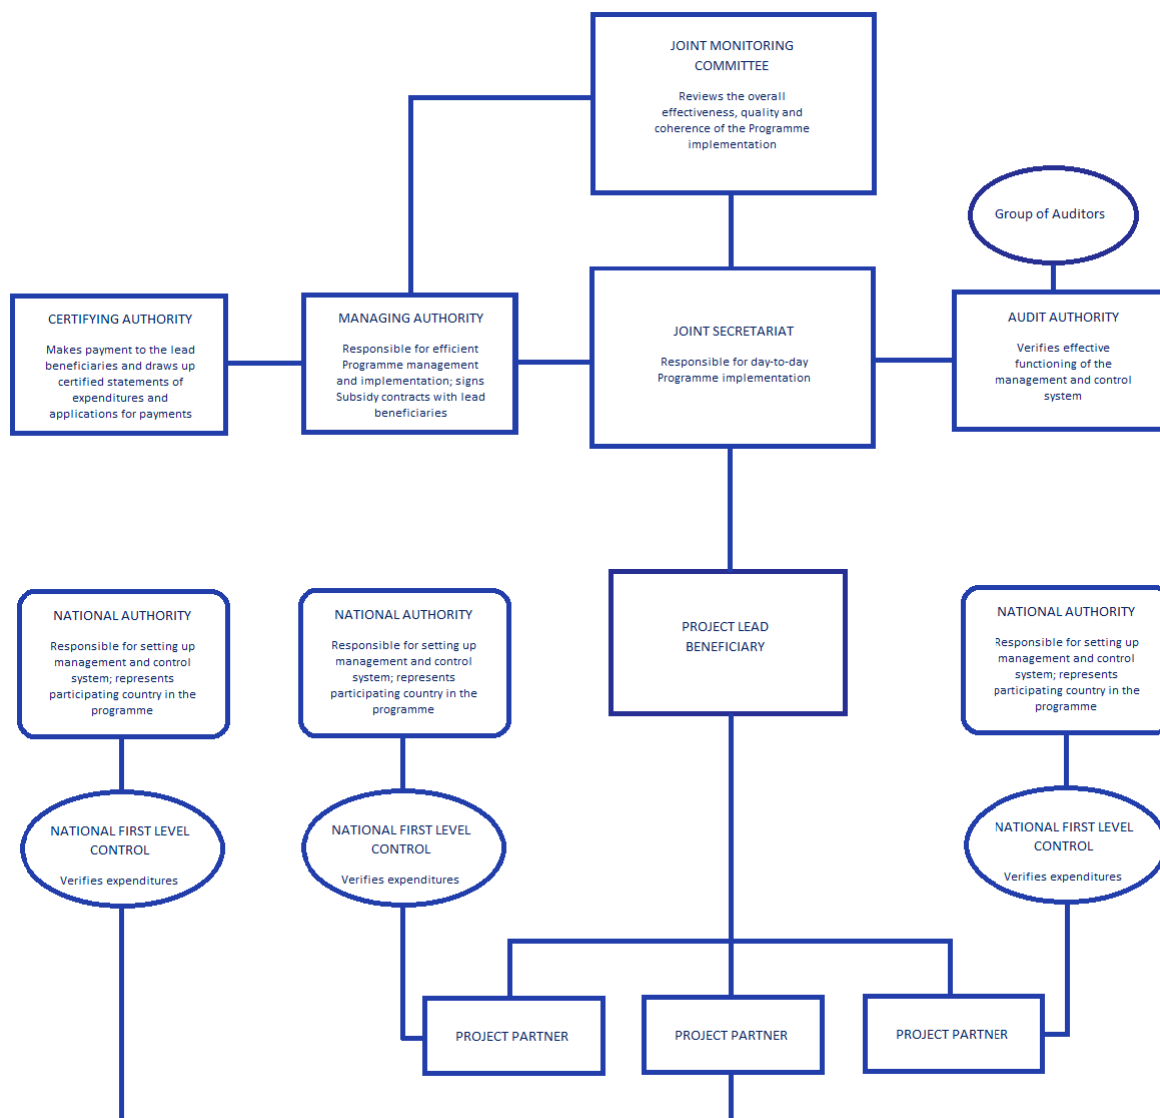 JOINT MONITORING
COMMITTEE
Reviews the overall
effectiveness, quality and
coherence of the Programme
implementation
Group of Auditors
CERTIFYING AUTHORITY
Makes payment to the lead
beneficiaries and draws up
certified statements of
expenditures and
applications for payments
MANAGING AUTHORITY
Responsible for efficient
Programme management
and implementation; signs
Subsidy contracts with lead
beneficiaries
JOINT SECRETARIAT
Responsible for day-to-day
Programme implementation
AUDIT AUTHORITY
Verifies effective
functioning of the
management and control
system
NATIONAL AUTHORITY
Responsible for setting up
management and control
system; represents
participating country in the
programme
NATIONAL AUTHORITY
Responsible for setting up
management and control
system; represents
participating country in the
programme
PROJECT LEAD
BENEFICIARY
NATIONAL AUTHORITY
Responsible for setting up
management and control
system; represents
participating country in the
programme
NATIONAL FIRST LEVEL
CONTROL
Verifies expenditures
NATIONAL FIRST LEVEL
CONTROL
Verifies expenditures
NATIONAL FIRST LEVEL
CONTROL
Verifies expenditures
PROJECT PARTNER
PROJECT PARTNER
PROJECT PARTNER